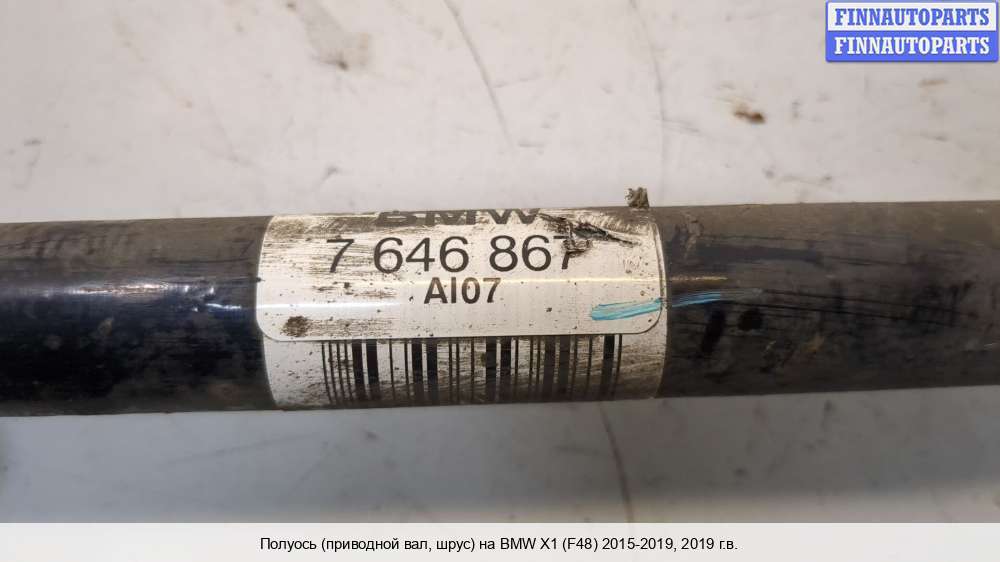 FINNAUTOPARTS
FINNAUTOPARTS
BMW
7 646 867
AI07
Полуось (приводной вал, шрус) на BMW X1 (F48) 2015-2019, 2019 г.в.